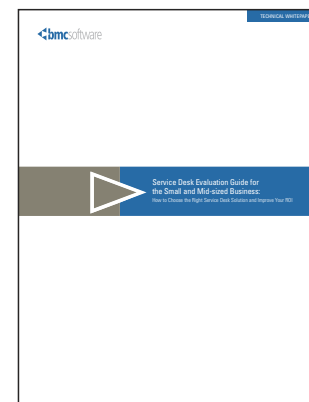 TECHNICAL WHITEPAPER
bmcsoftware
Service Desk Evaluation Guide for
the Small and Mid-sized Business:
How to Choose the Right Service Desk Solution and Improve Your ROI